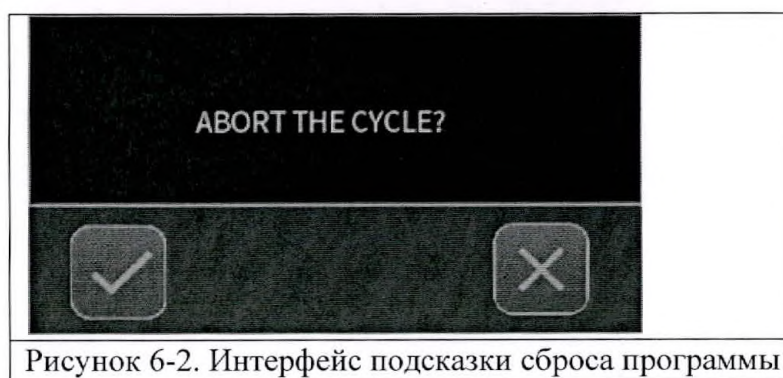 ABORT THE CYCLE?
Рисунок 6-2. Интерфейс подсказки сброса программы